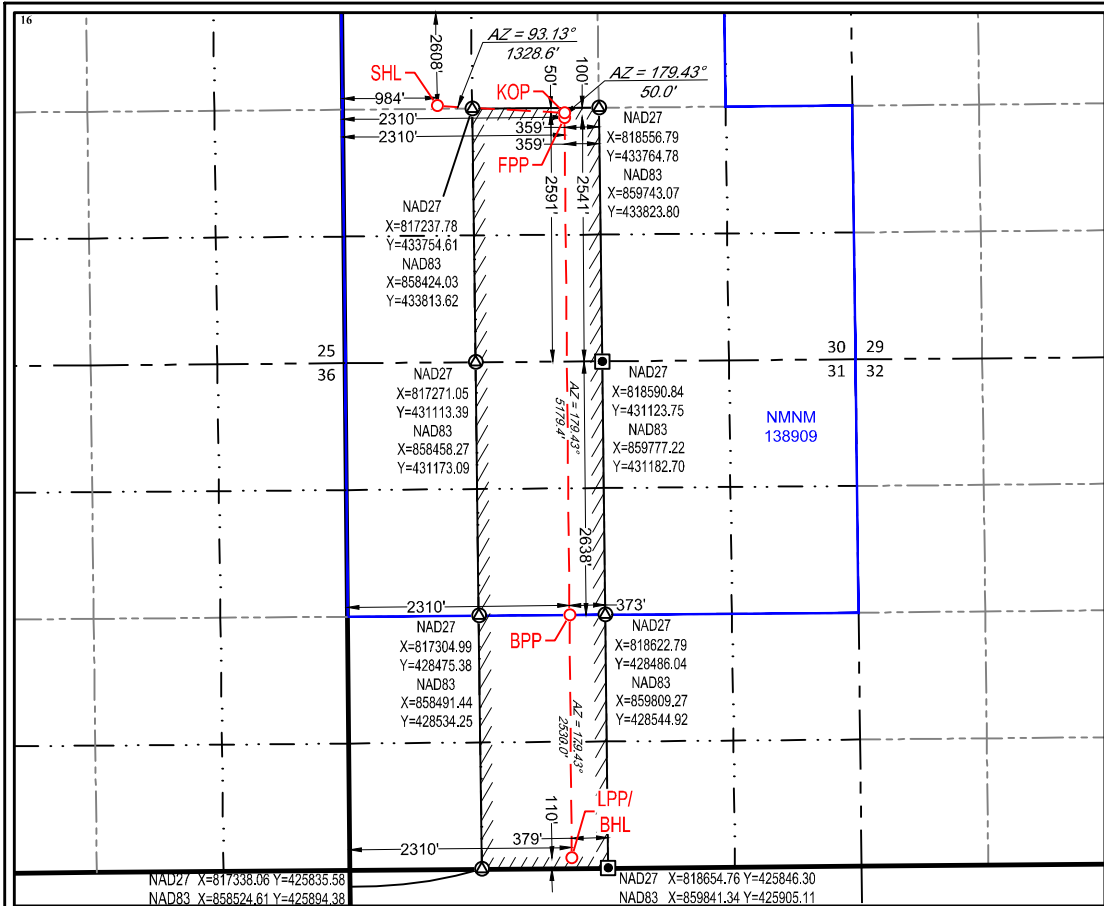 16
2608'
AZ = 93.13°
1328.6'
SHL
KOP
50'
100'
AZ = 179.43°
50.0'
984'
2310'
2310'
359'
359'
FPP
NAD27
X=818556.79
Y=433764.78
NAD83
X=859743.07
Y=433823.80
2591'
2541'
NAD27
X=817237.78
Y=433754.61
NAD83
X=858424.03
Y=433813.62
25
36
30
29
31
32
NAD27
X=817271.05
Y=431113.39
NAD83
X=858458.27
Y=431173.09
AZ = 179.43°
5179.4'
NAD27
X=818590.84
Y=431123.75
NAD83
X=859777.22
Y=431182.70
NMNM
138909
2638'
2310'
373'
BPP
NAD27
X=817304.99
Y=428475.38
NAD83
X=858491.44
Y=428534.25
NAD27
X=818622.79
Y=428486.04
NAD83
X=859809.27
Y=428544.92
AZ = 179.43°
2538.0'
LPP/
BHL
110'
379'
2310'
NAD27 X=817338.06 Y=425835.58
NAD83 X=858524.61 Y=425894.38
NAD27 X=818654.76 Y=425846.30
NAD83 X=859841.34 Y=425905.11